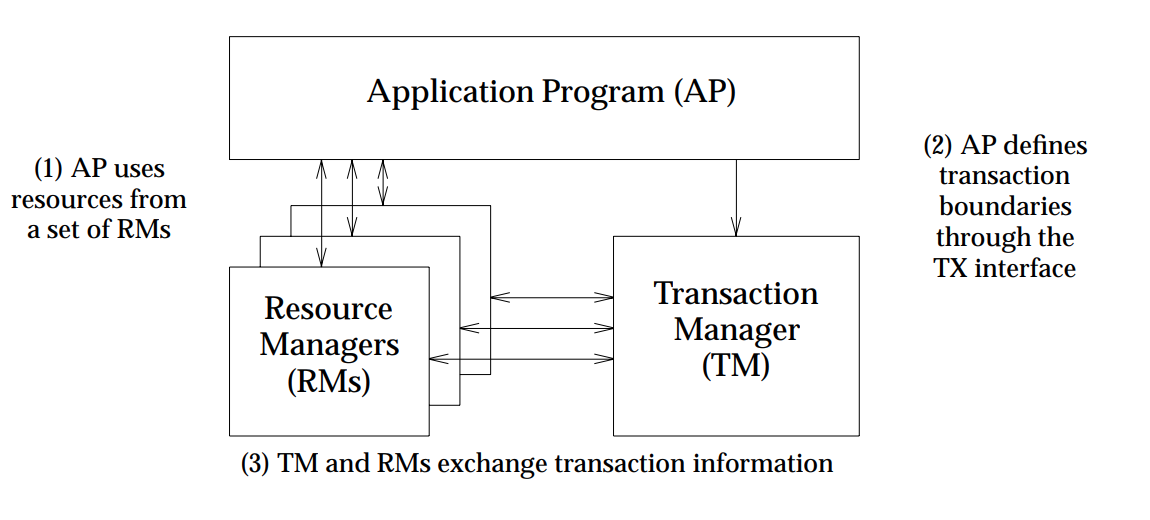 Application Program (AP)
(1) AP uses
resources from
a set of RMs
(2) AP defines
transaction
boundaries
through the
TX interface
Resource
Managers
(RMs)
Transaction
Manager
(TM)
(3) TM and RMs exchange transaction information